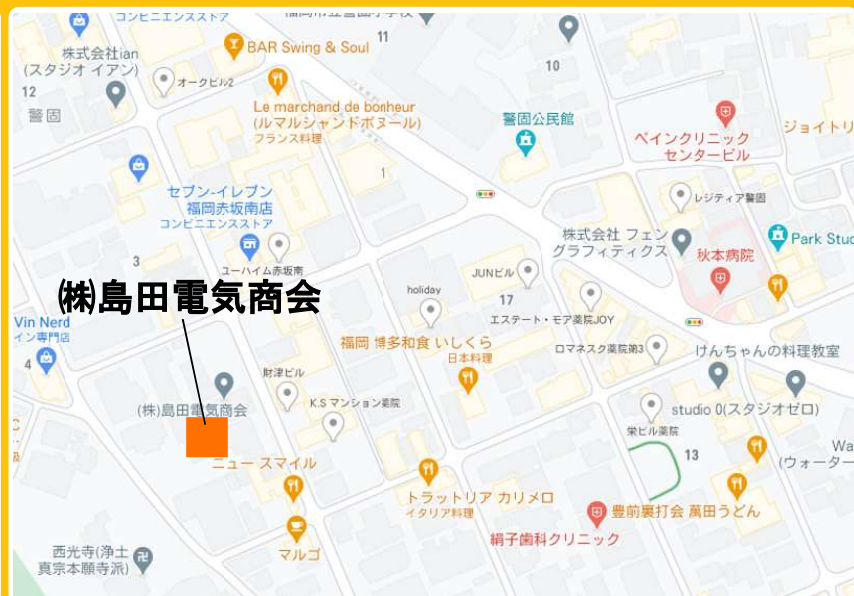 コンビニエンスストア
11
株式会社ian
(スタジオ イアン)
BAR Swing & Soul
10
オークビル2
12
警固
Le marchand de bonheur
(ルマルシャンドボヌール)
フランス料理
警固公民館
ペインクリニック
センタービル
ジョイトリ
1
セブン-イレブン
福岡赤坂南店
コンビニエンスストア
レジティア警固
3
ユーハイム赤坂南
株式会社 フェン
グラフィティクス
秋本病院
Park Stud
JUNビル
㈱島田電気商会
holiday
17
エステート・モア薬院JOY
Vin Nerd
イン専門店
4
福岡 博多和食 いしくら
日本料理
ロマネスク薬院第3
けんちゃんの料理教室
財津ビル
(株)島田電気商会
K.S マンション薬院
studio 0(スタジオゼロ)
栄ビル薬院
13
Wa
(ウォーター
ニュー スマイル
トラットリア カリメロ
イタリア料理
豊前裏打会 萬田うどん
絹子歯科クリニック
マルゴ
西光寺(浄土
真宗本願寺派)